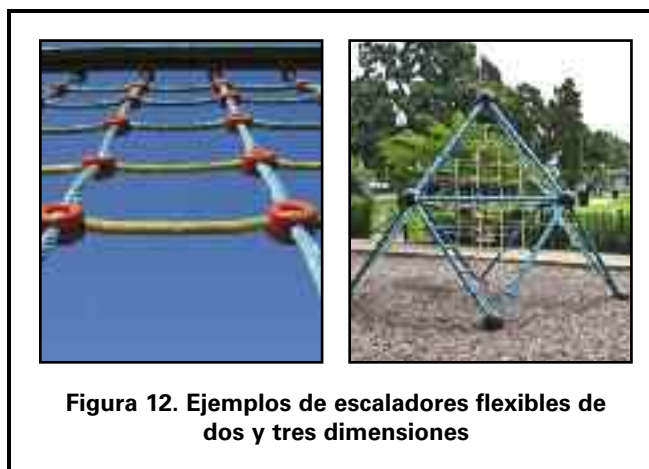 Figura 12. Ejemplos de escaladores flexibles de
dos y tres dimensiones